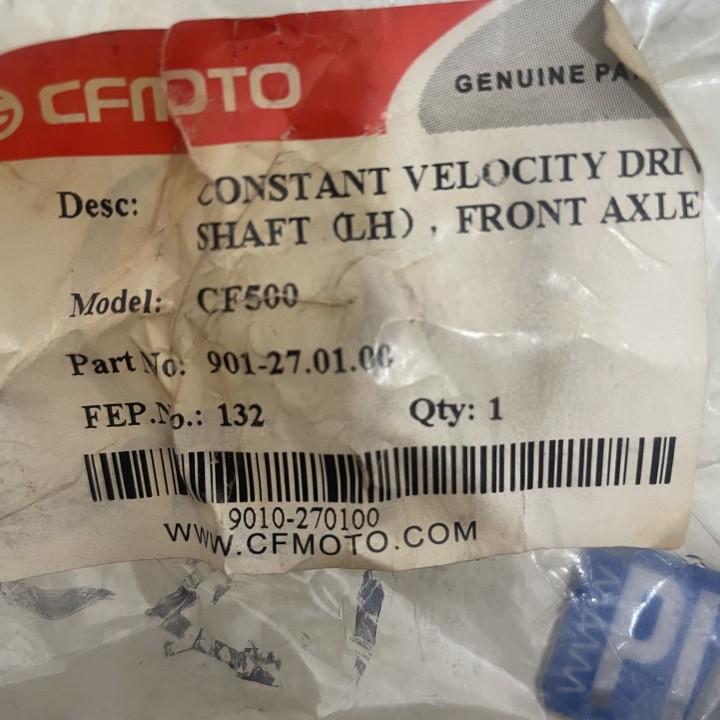 CFMOTO
GENUINE PA
Desc: CONSTANT VELOCITY DRIV
SHAFT (LH), FRONT AXLE
Model: CF500
Part No: 901-27.01.00
FEP.No.: 132 Qty: 1
9010-270100
WWW.CFMOTO.COM